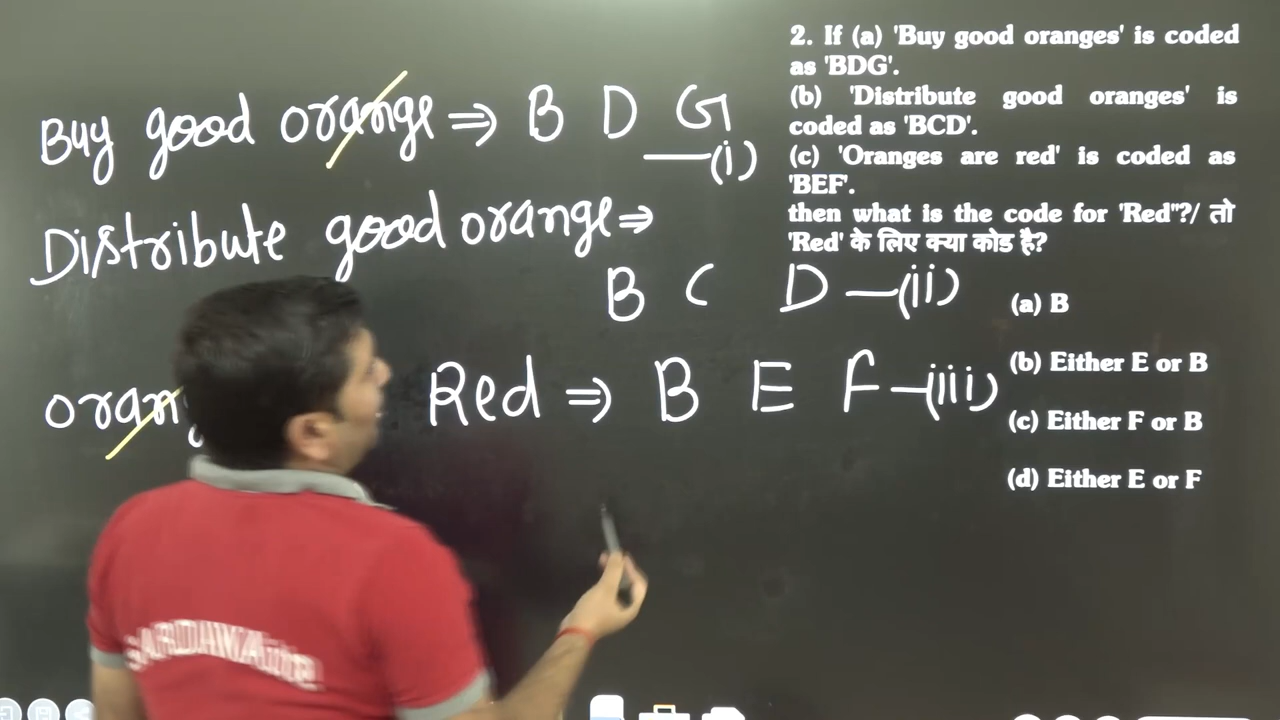 Buy good orange ⇒ B D G
—(i)
Distribute good orange ⇒
B C D —(ii)
Red ⇒ B E F —(iii)
2. If (a) 'Buy good oranges' is coded
as 'BDG'.
(b) 'Distribute good oranges' is
coded as 'BCD'.
(c) 'Oranges are red' is coded as
'BEF'.
then what is the code for 'Red"?/ तो
'Red' के लिए क्या कोड है?
(a) B
(b) Either E or B
(c) Either F or B
(d) Either E or F